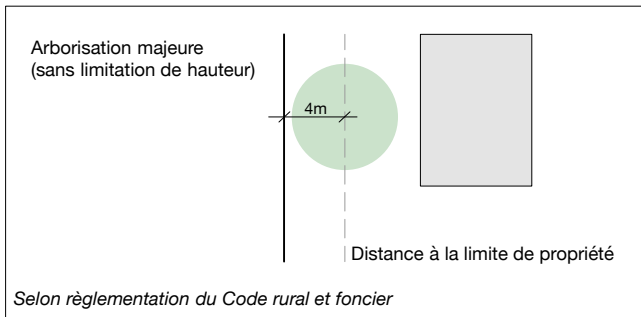 Arborisation majeure
(sans limitation de hauteur)
4m
Distance à la limite de propriété
Selon règlementation du Code rural et foncier